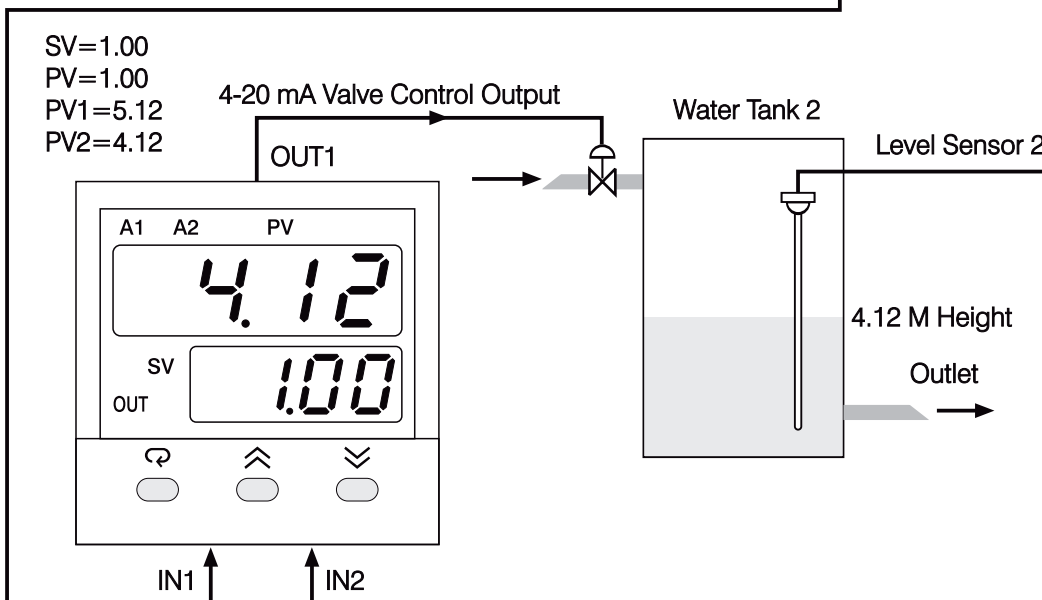 SV=1.00
PV=1.00
PV1=5.12
PV2=4.12
4-20 mA Valve Control Output
OUT1
Water Tank 2
Level Sensor 2
A1 A2 PV
4.12
SV
1.00
OUT
4.12 M Height
Outlet
IN1 IN2